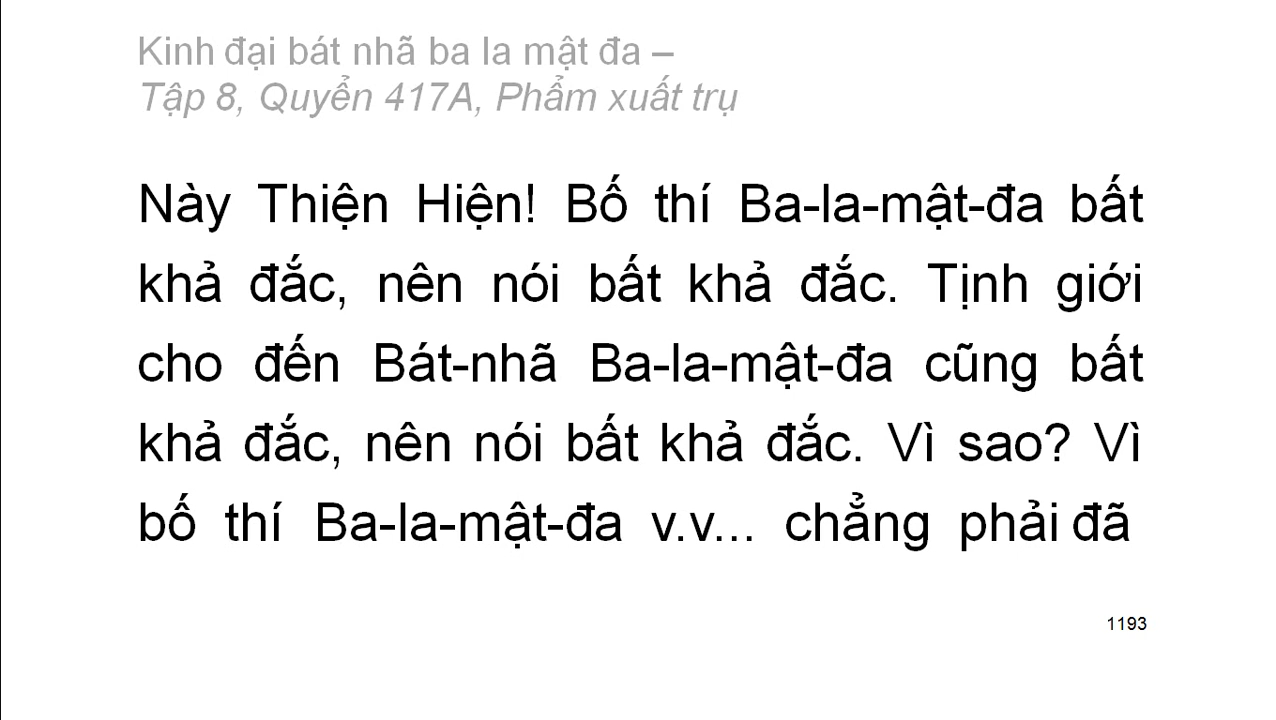 Kinh đại bát nhã ba la mật đa –
Tập 8, Quyển 417A, Phẩm xuất trụ
Này Thiện Hiện! Bố thí Ba-la-mật-đa bất
khả đắc, nên nói bất khả đắc. Tịnh giới
cho đến Bát-nhã Ba-la-mật-đa cũng bất
khả đắc, nên nói bất khả đắc. Vì sao? Vì
bố thí Ba-la-mật-đa v.v... chẳng phải đã
1193